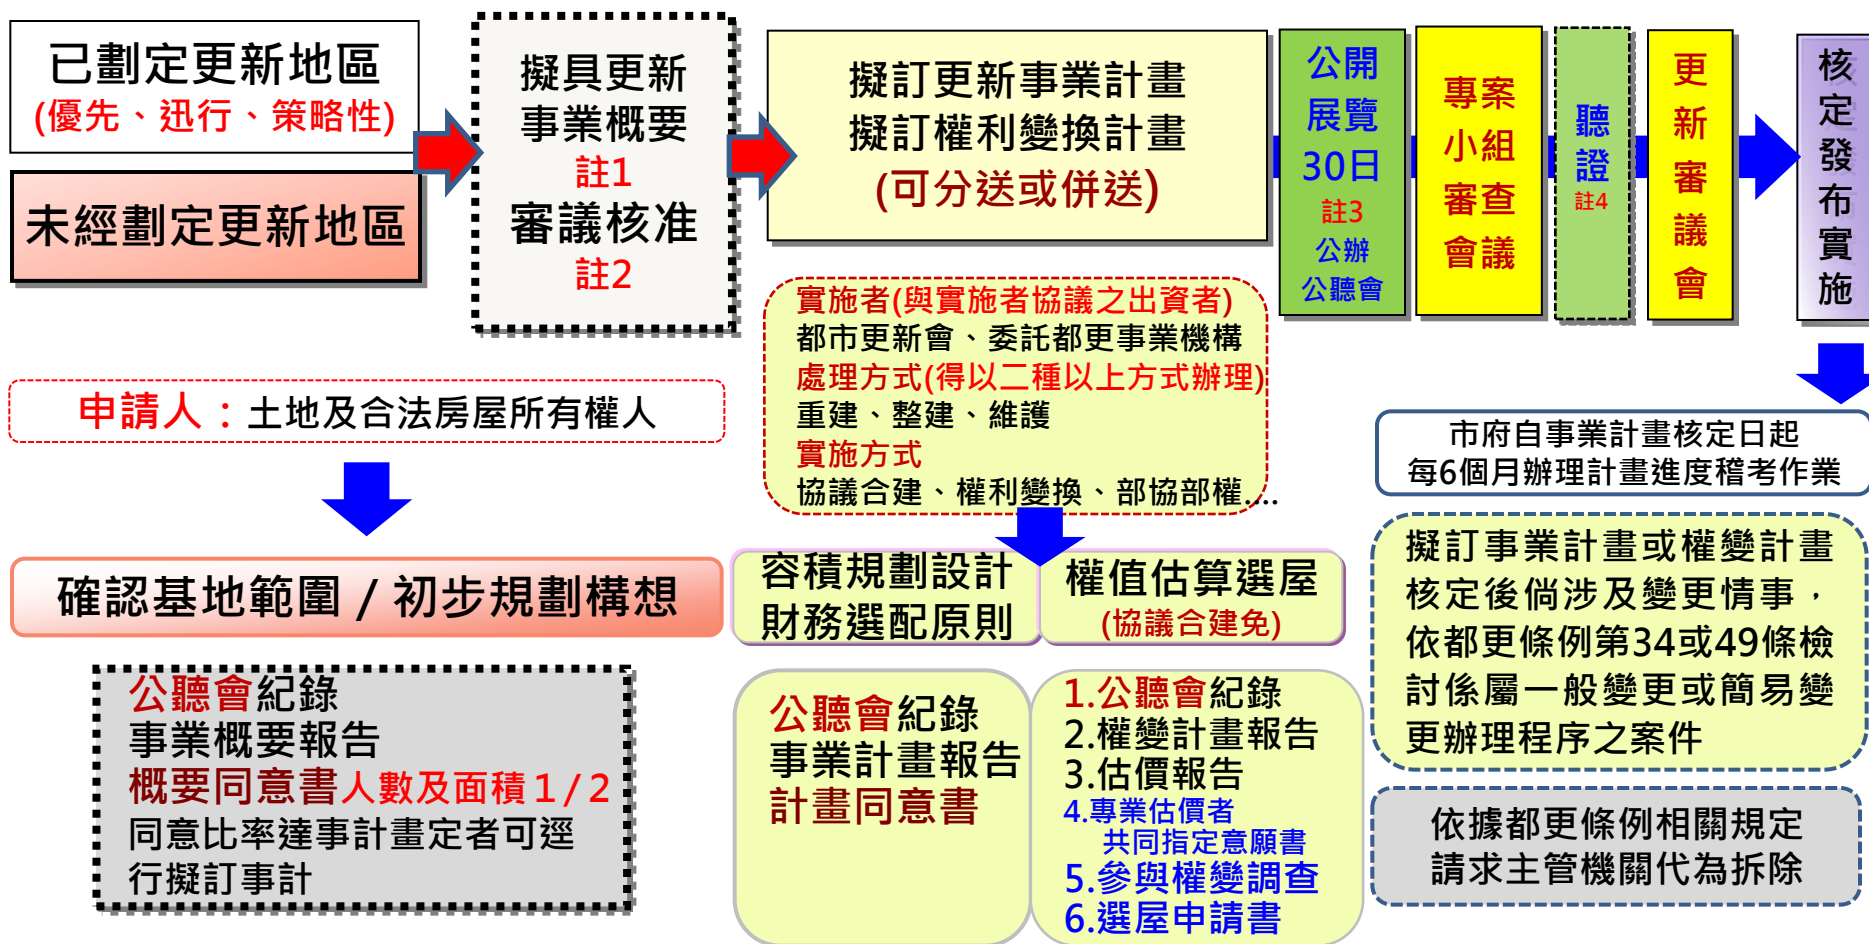 已劃定更新地區
(優先、迅行、策略性)
未經劃定更新地區
擬具更新
事業概要
註1
審議核准
註2
擬訂更新事業計畫
擬訂權利變換計畫
(可分送或併送)
公開
展覽
30日
註3
公辦
公聽會
專案
小組
審查
會議
聽
證
註4
更
新
審
議
會
核
定
發
布
實
施
申請人：土地及合法房屋所有權人
確認基地範圍 / 初步規劃構想
公聽會紀錄
事業概要報告
概要同意書人數及面積1/2
同意比率達事計畫定者可逕
行擬訂事計
實施者(與實施者協議之出資者)
都市更新會、委託都更事業機構
處理方式(得以二種以上方式辦理)
重建、整建、維護
實施方式
協議合建、權利變換、部協部權....
容積規劃設計
財務選配原則
權值估算選屋
(協議合建免)
公聽會紀錄
事業計畫報告
計畫同意書
1.公聽會紀錄
2.權變計畫報告
3.估價報告
4.專業估價者
共同指定意願書
5.參與權變調查
6.選屋申請書
市府自事業計畫核定日起
每6個月辦理計畫進度稽考作業
擬訂事業計畫或權變計畫
核定後倘涉及變更情事，
依都更條例第34或49條檢
討係屬一般變更或簡易變
更辦理程序之案件
依據都更條例相關規定
請求主管機關代為拆除